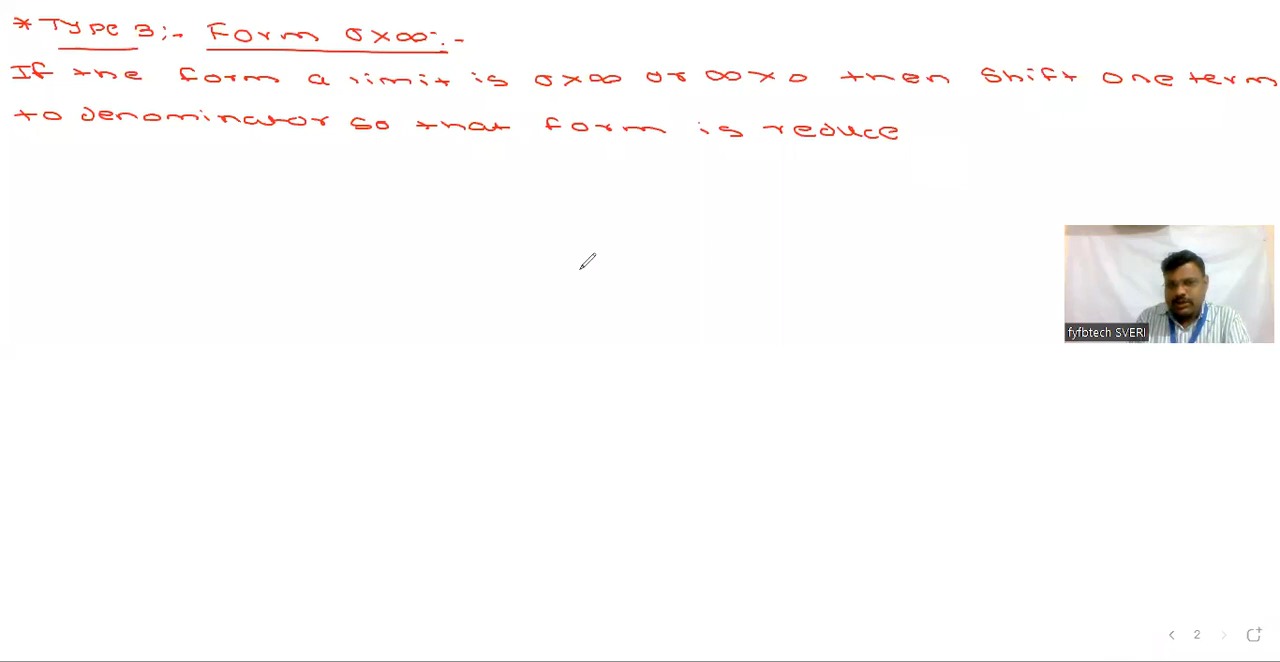 * TYPE 3:- Form 0×∞:-
If the form a limit is 0×∞ or ∞×0 then shift one term
to denominator so that form is reduce
fyfbtech SVERI
2